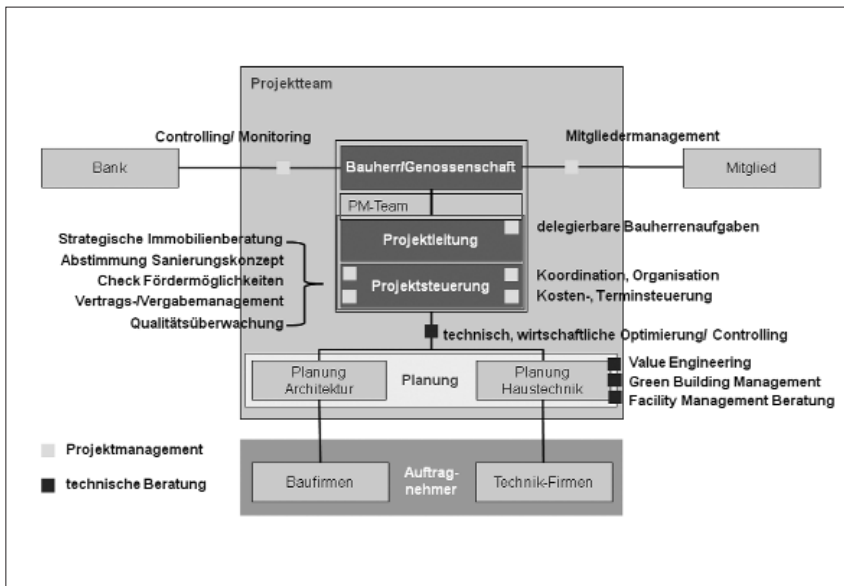 Projektteam
Controlling/ Monitoring
Mitgliedermanagement
Bank
Bauherr/Genossenschaft
Mitglied
PM-Team
delegierbare Bauherrenaufgaben
Projektleitung
Strategische Immobilienberatung
Abstimmung Sanierungskonzept
Check Fördermöglichkeiten
Vertrags-/Vergabemanagement
Qualitätsüberwachung
Projektsteuerung
Koordination, Organisation
Kosten-, Terminsteuerung
technisch, wirtschaftliche Optimierung/ Controlling
Planung
Architektur
Planung
Planung
Haustechnik
Value Engineering
Green Building Management
Facility Management Beratung
Projektmanagement
technische Beratung
Baufirmen
Auftrag-
nehmer
Technik-Firmen